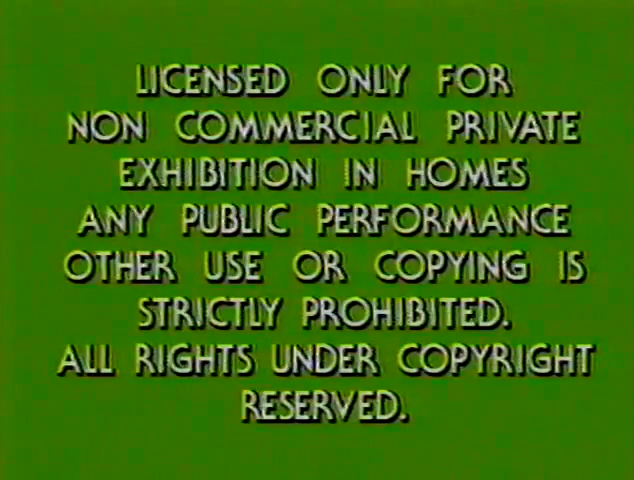 LICENSED ONLY FOR
NON COMMERCIAL PRIVATE
EXHIBITION IN HOMES
ANY PUBLIC PERFORMANCE
OTHER USE OR COPYING IS
STRICTLY PROHIBITED.
ALL RIGHTS UNDER COPYRIGHT
RESERVED.